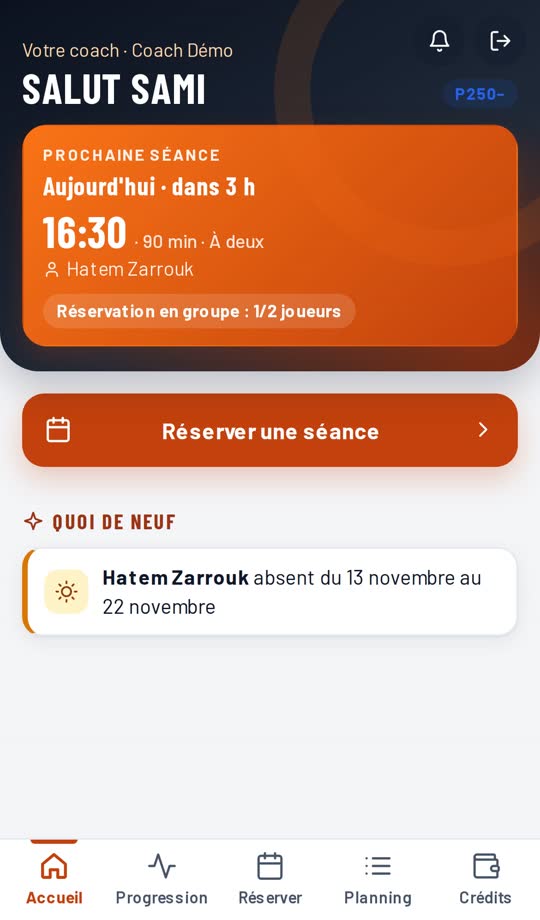 Votre coach · Coach Démo
SALUT SAMI
P250–
PROCHAINE SÉANCE
Aujourd'hui · dans 3 h
16:30 · 90 min · À deux
Hatem Zarrouk
Réservation en groupe : 1/2 joueurs
Réserver une séance
QUOI DE NEUF
Hatem Zarrouk absent du 13 novembre au
22 novembre
Accueil
Progression
Réserver
Planning
Crédits